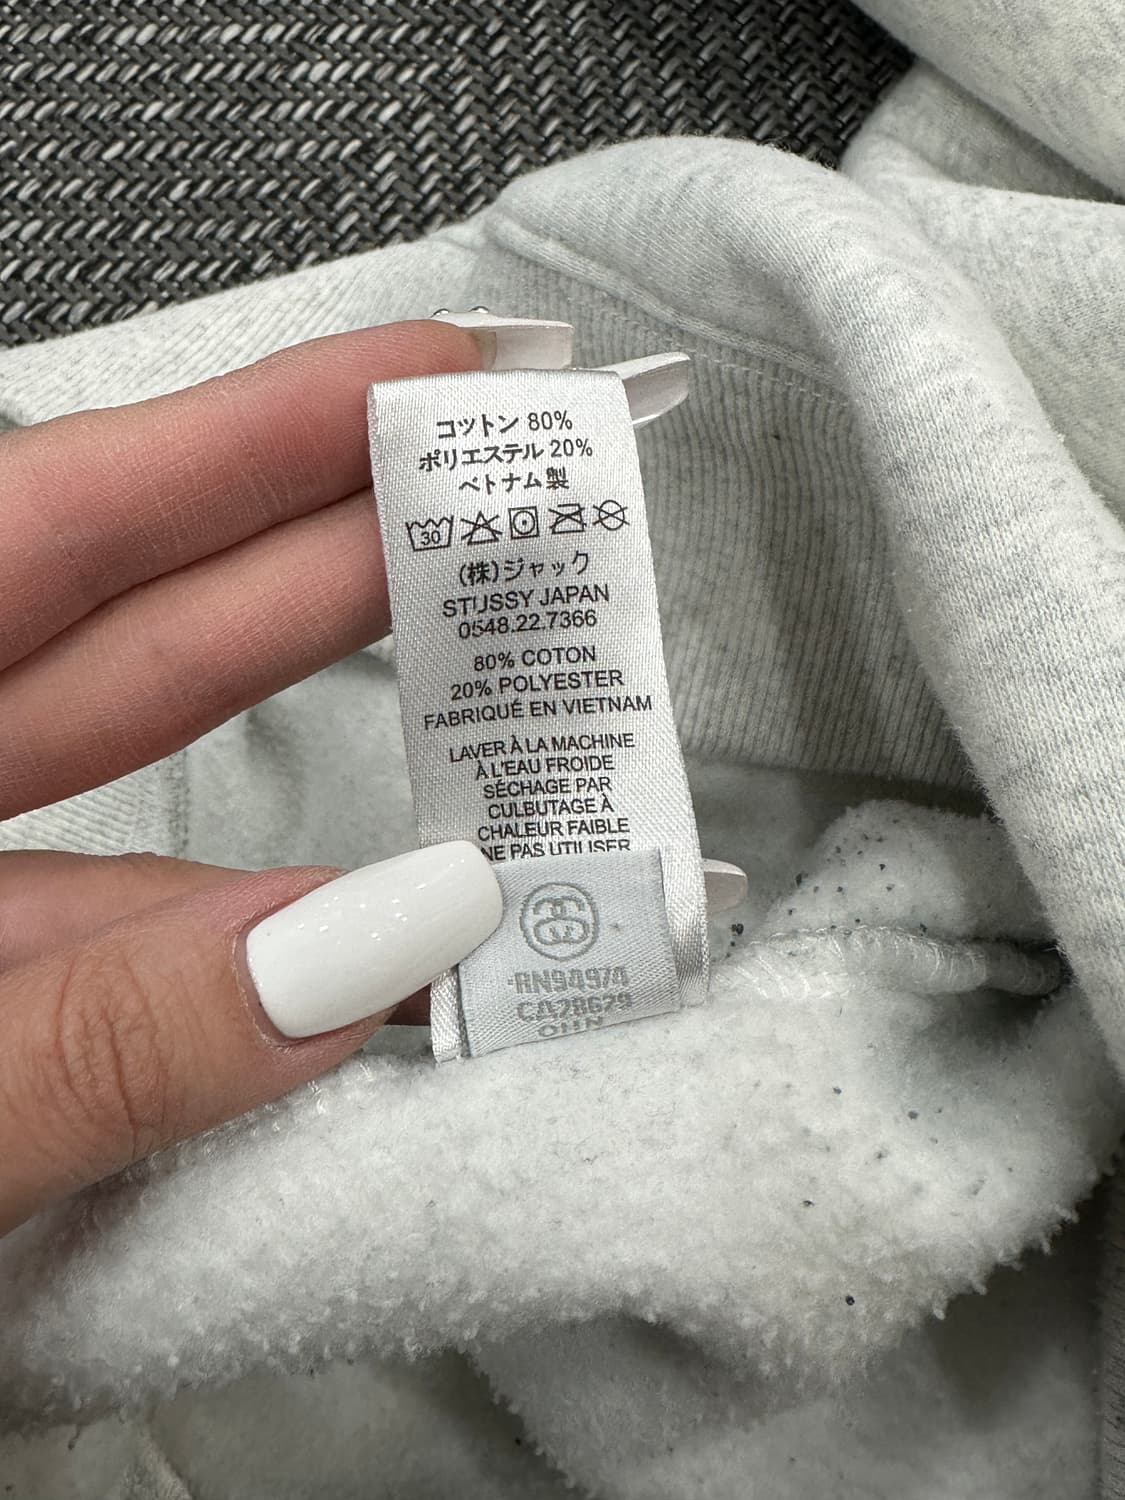 コットン 80%
ポリエステル 20%
ベトナム製
30
(株)ジャック
STUSSY JAPAN
0548.22.7366
80% COTON
20% POLYESTER
FABRIQUÉ EN VIETNAM
LAVER À LA MACHINE
À L'EAU FROIDE
SÉCHAGE PAR
CULBUTAGE À
CHALEUR FAIBLE
NE PAS UTILISER
RN94974
CA28629